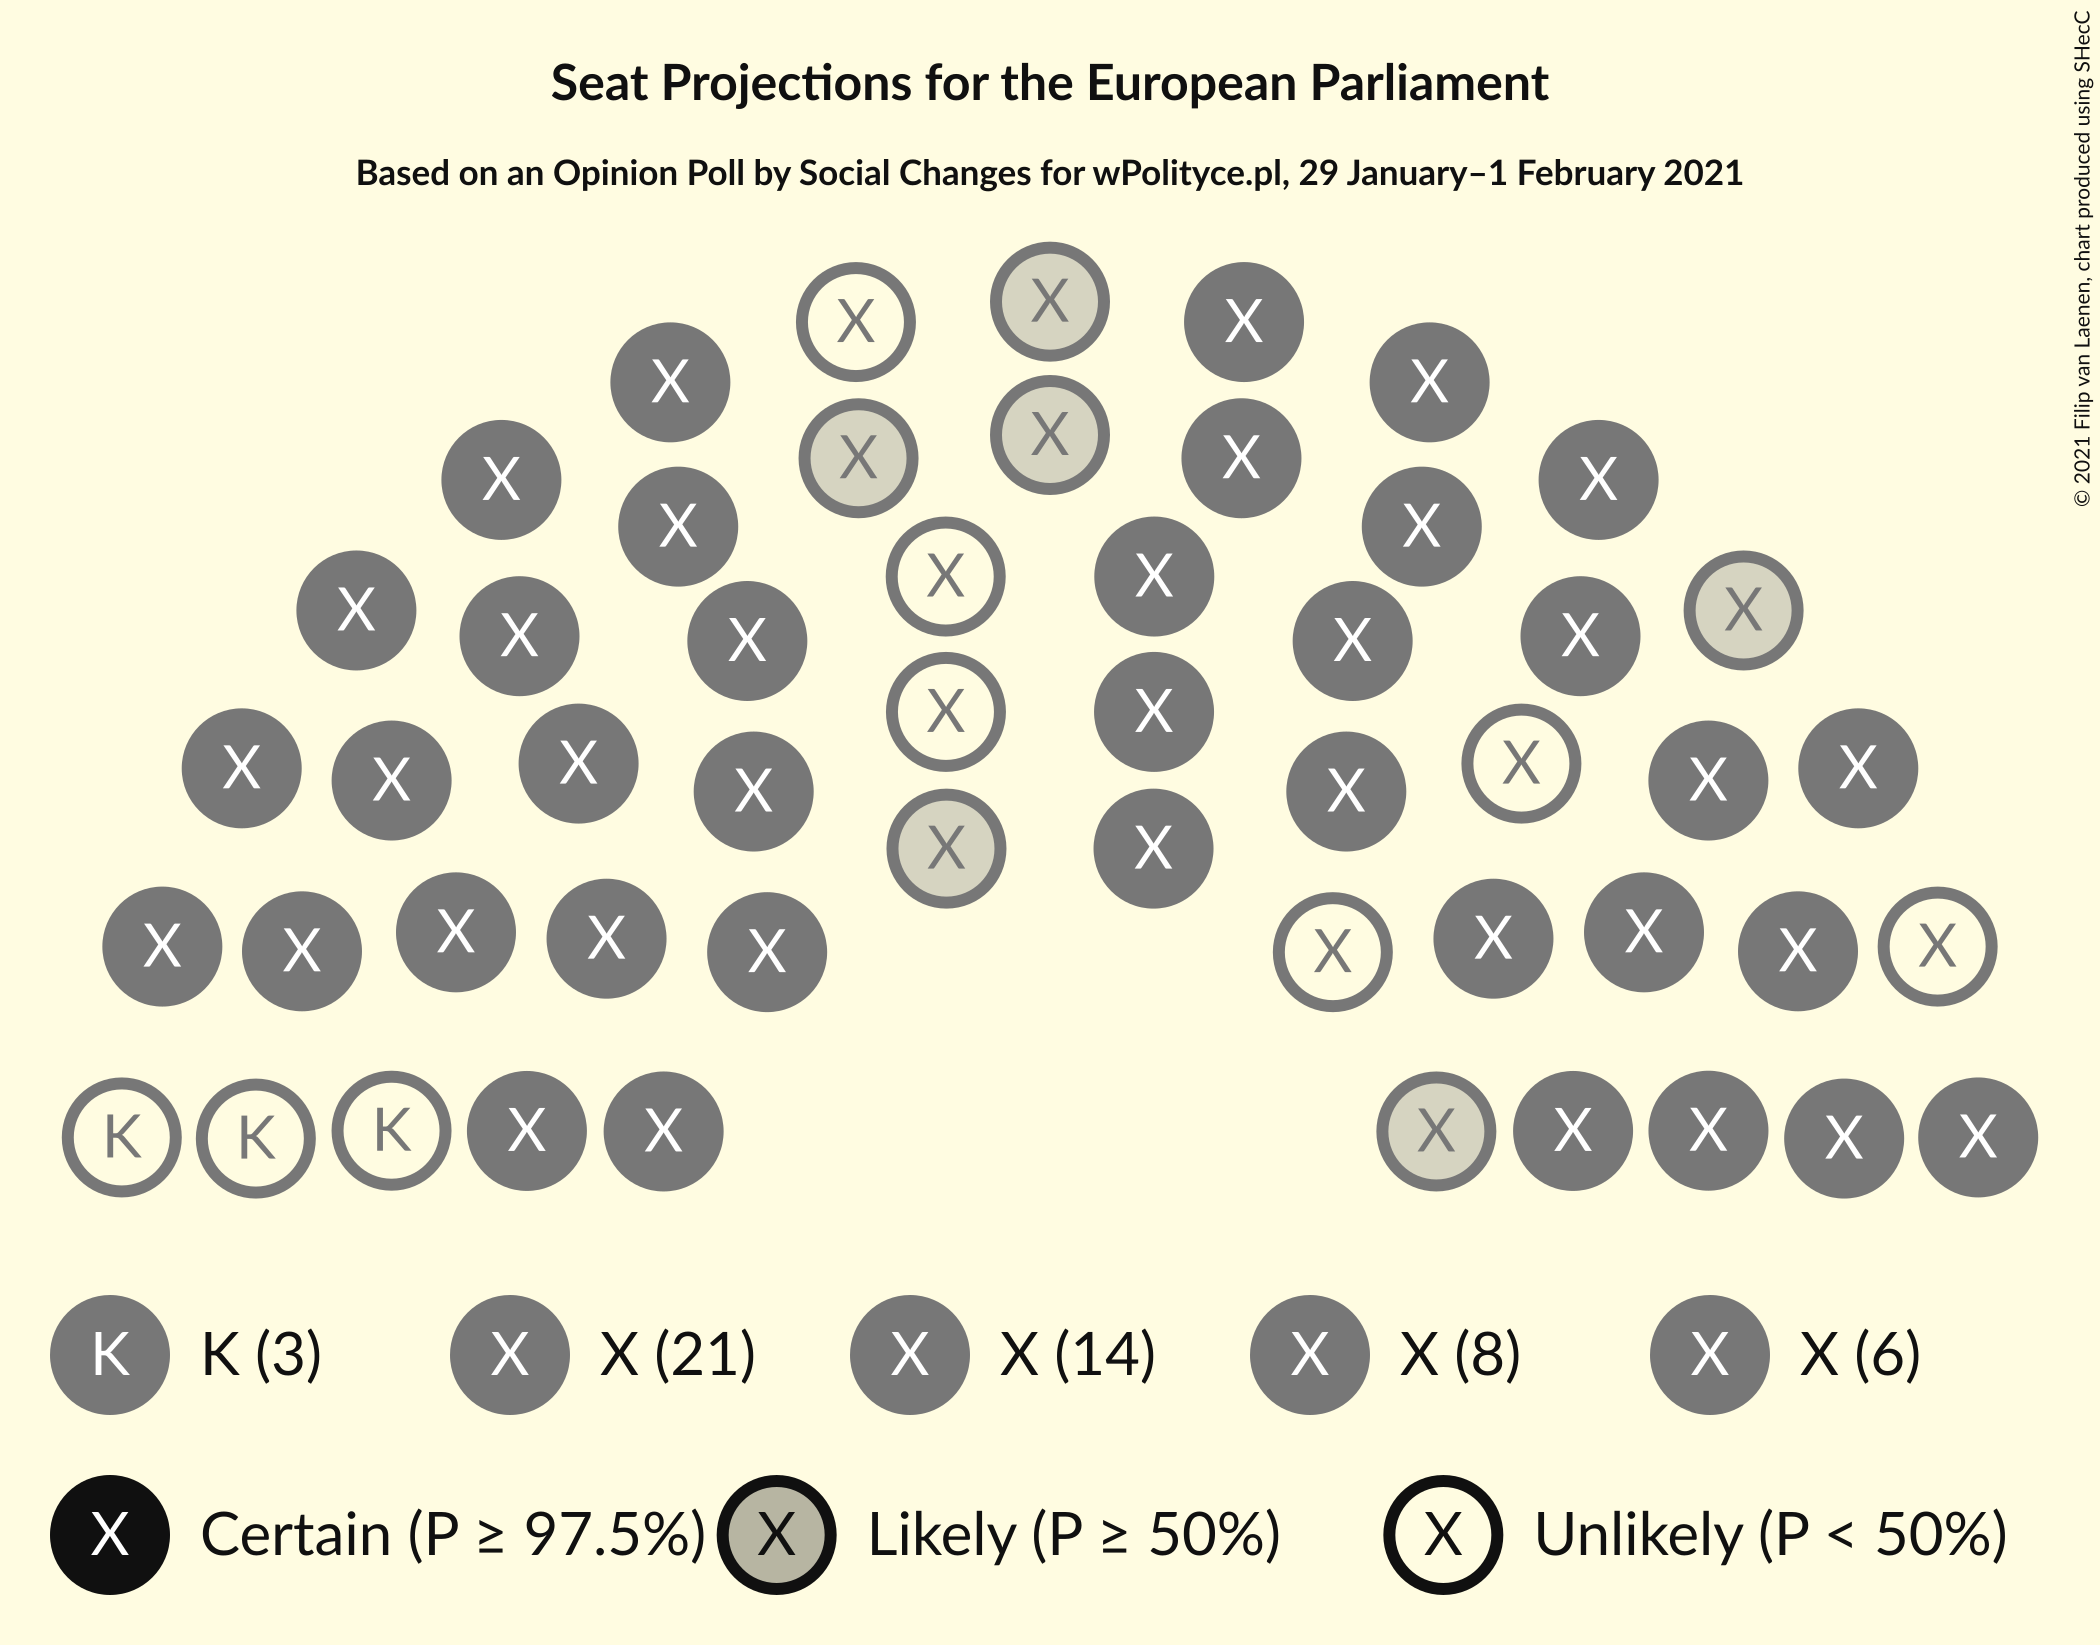 Seat Projections for the European Parliament
Based on an Opinion Poll by Social Changes for wPolityce.pl, 29 January–1 February 2021
© 2021 Filip van Laenen, chart produced using SHecC
X X X
X X
X X X
X X
X X
X X
X X X X
X X
X X
X X
X X X X
X X
X X
X X X X
X X X X X X X X X X
K K K X X X X X X X
K K (3) X X (21) X X (14) X X (8) X X (6)
X Certain (P ≥ 97.5%) X Likely (P ≥ 50%) X Unlikely (P < 50%)